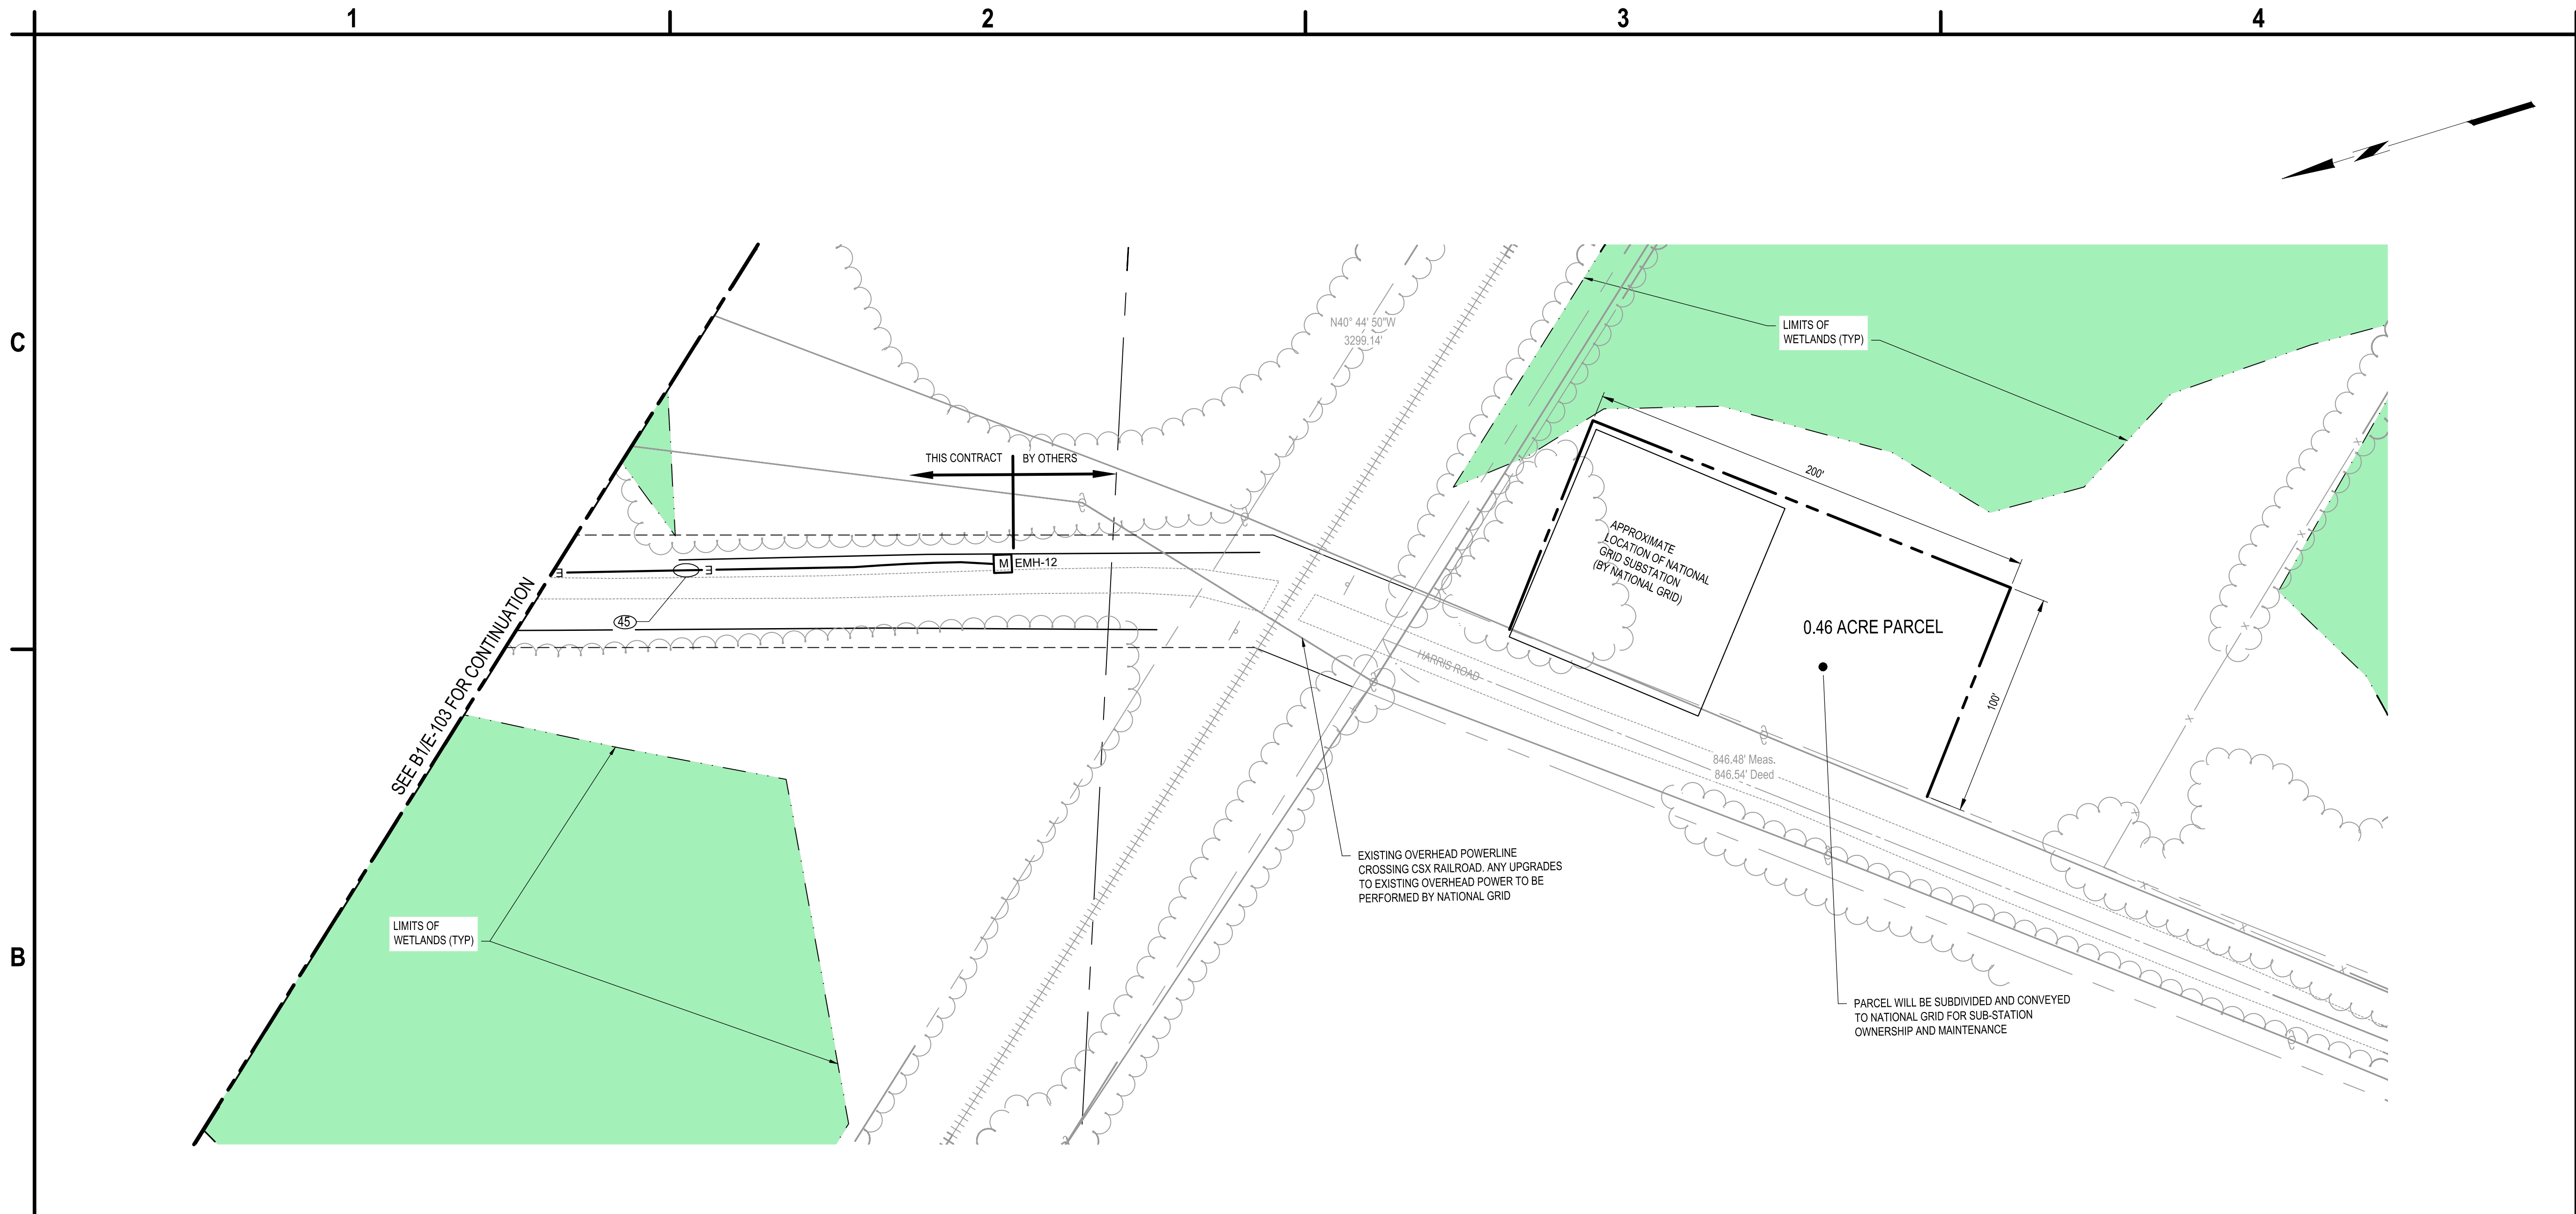 1
2
3
4
C
B
N40° 44' 50"W
3299.14'
LIMITS OF
WETLANDS (TYP)
THIS CONTRACT
BY OTHERS
200'
APPROXIMATE
LOCATION OF NATIONAL
GRID SUBSTATION
(BY NATIONAL GRID)
E
E
M
EMH-12
45
SEE B1/E-103 FOR CONTINUATION
0.46 ACRE PARCEL
HARRIS ROAD
100'
846.48' Meas.
846.54' Deed
EXISTING OVERHEAD POWERLINE
CROSSING CSX RAILROAD. ANY UPGRADES
TO EXISTING OVERHEAD POWER TO BE
PERFORMED BY NATIONAL GRID
LIMITS OF
WETLANDS (TYP)
PARCEL WILL BE SUBDIVIDED AND CONVEYED
TO NATIONAL GRID FOR SUB-STATION
OWNERSHIP AND MAINTENANCE